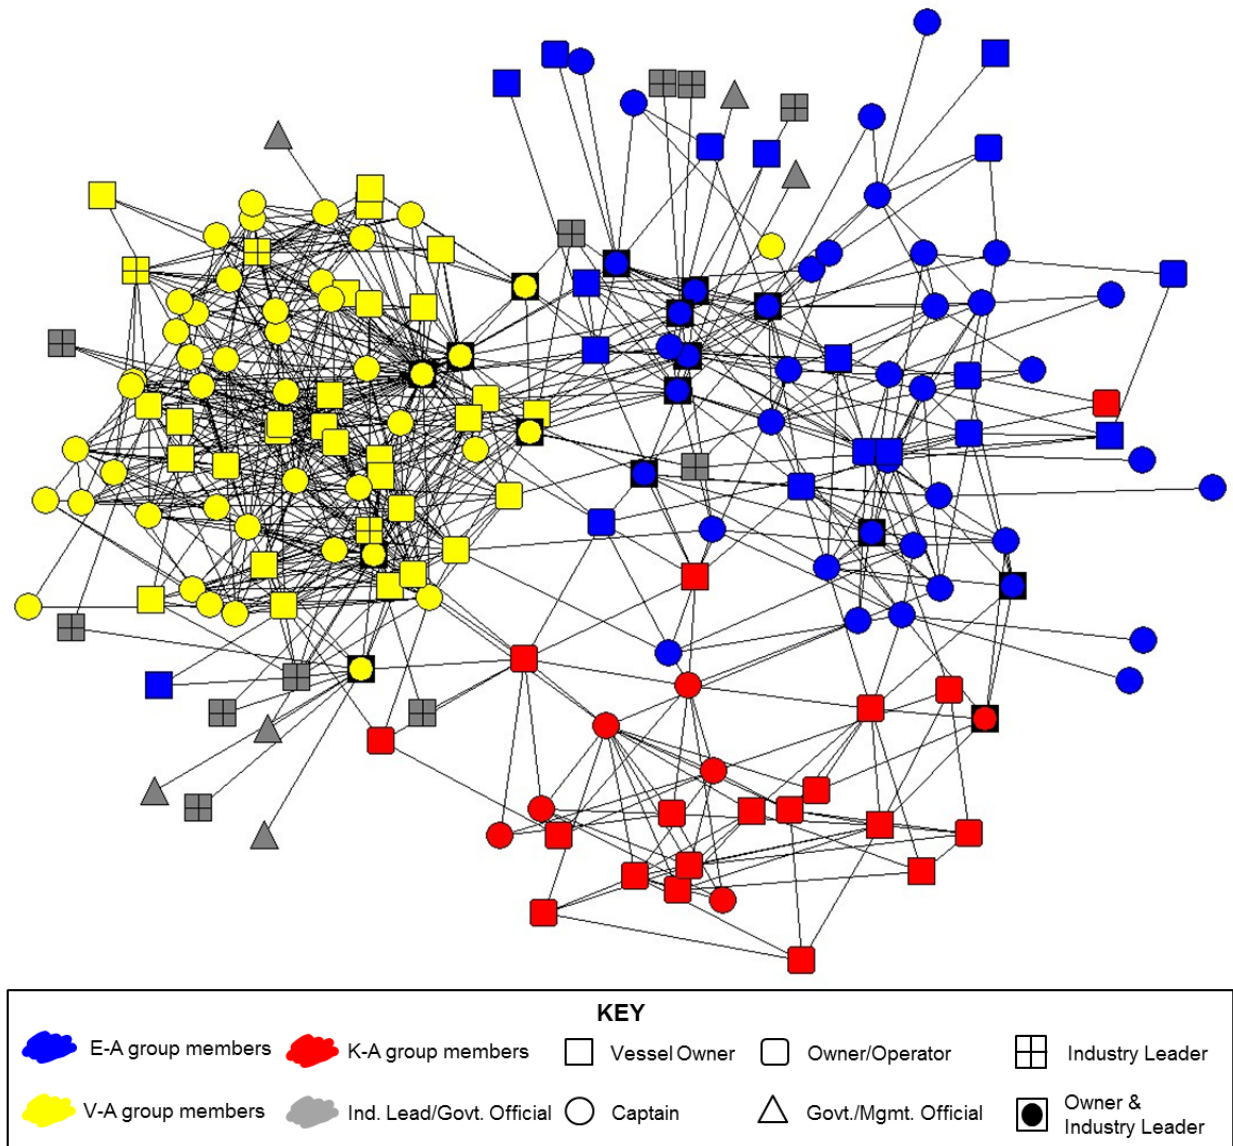 KEY
E-A group members
K-A group members
Vessel Owner
Owner/Operator
Industry Leader
V-A group members
Ind. Lead/Govt. Official
Captain
Govt./Mgmt. Official
Owner &
Industry Leader